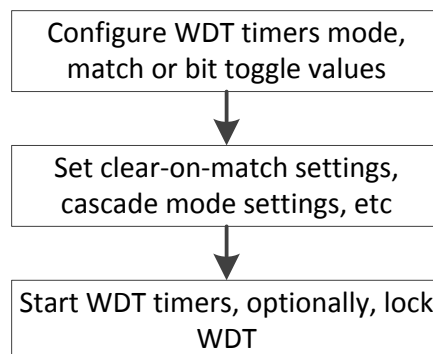 Configure WDT timers mode,
match or bit toggle values
Set clear-on-match settings,
cascade mode settings, etc
Start WDT timers, optionally, lock
WDT